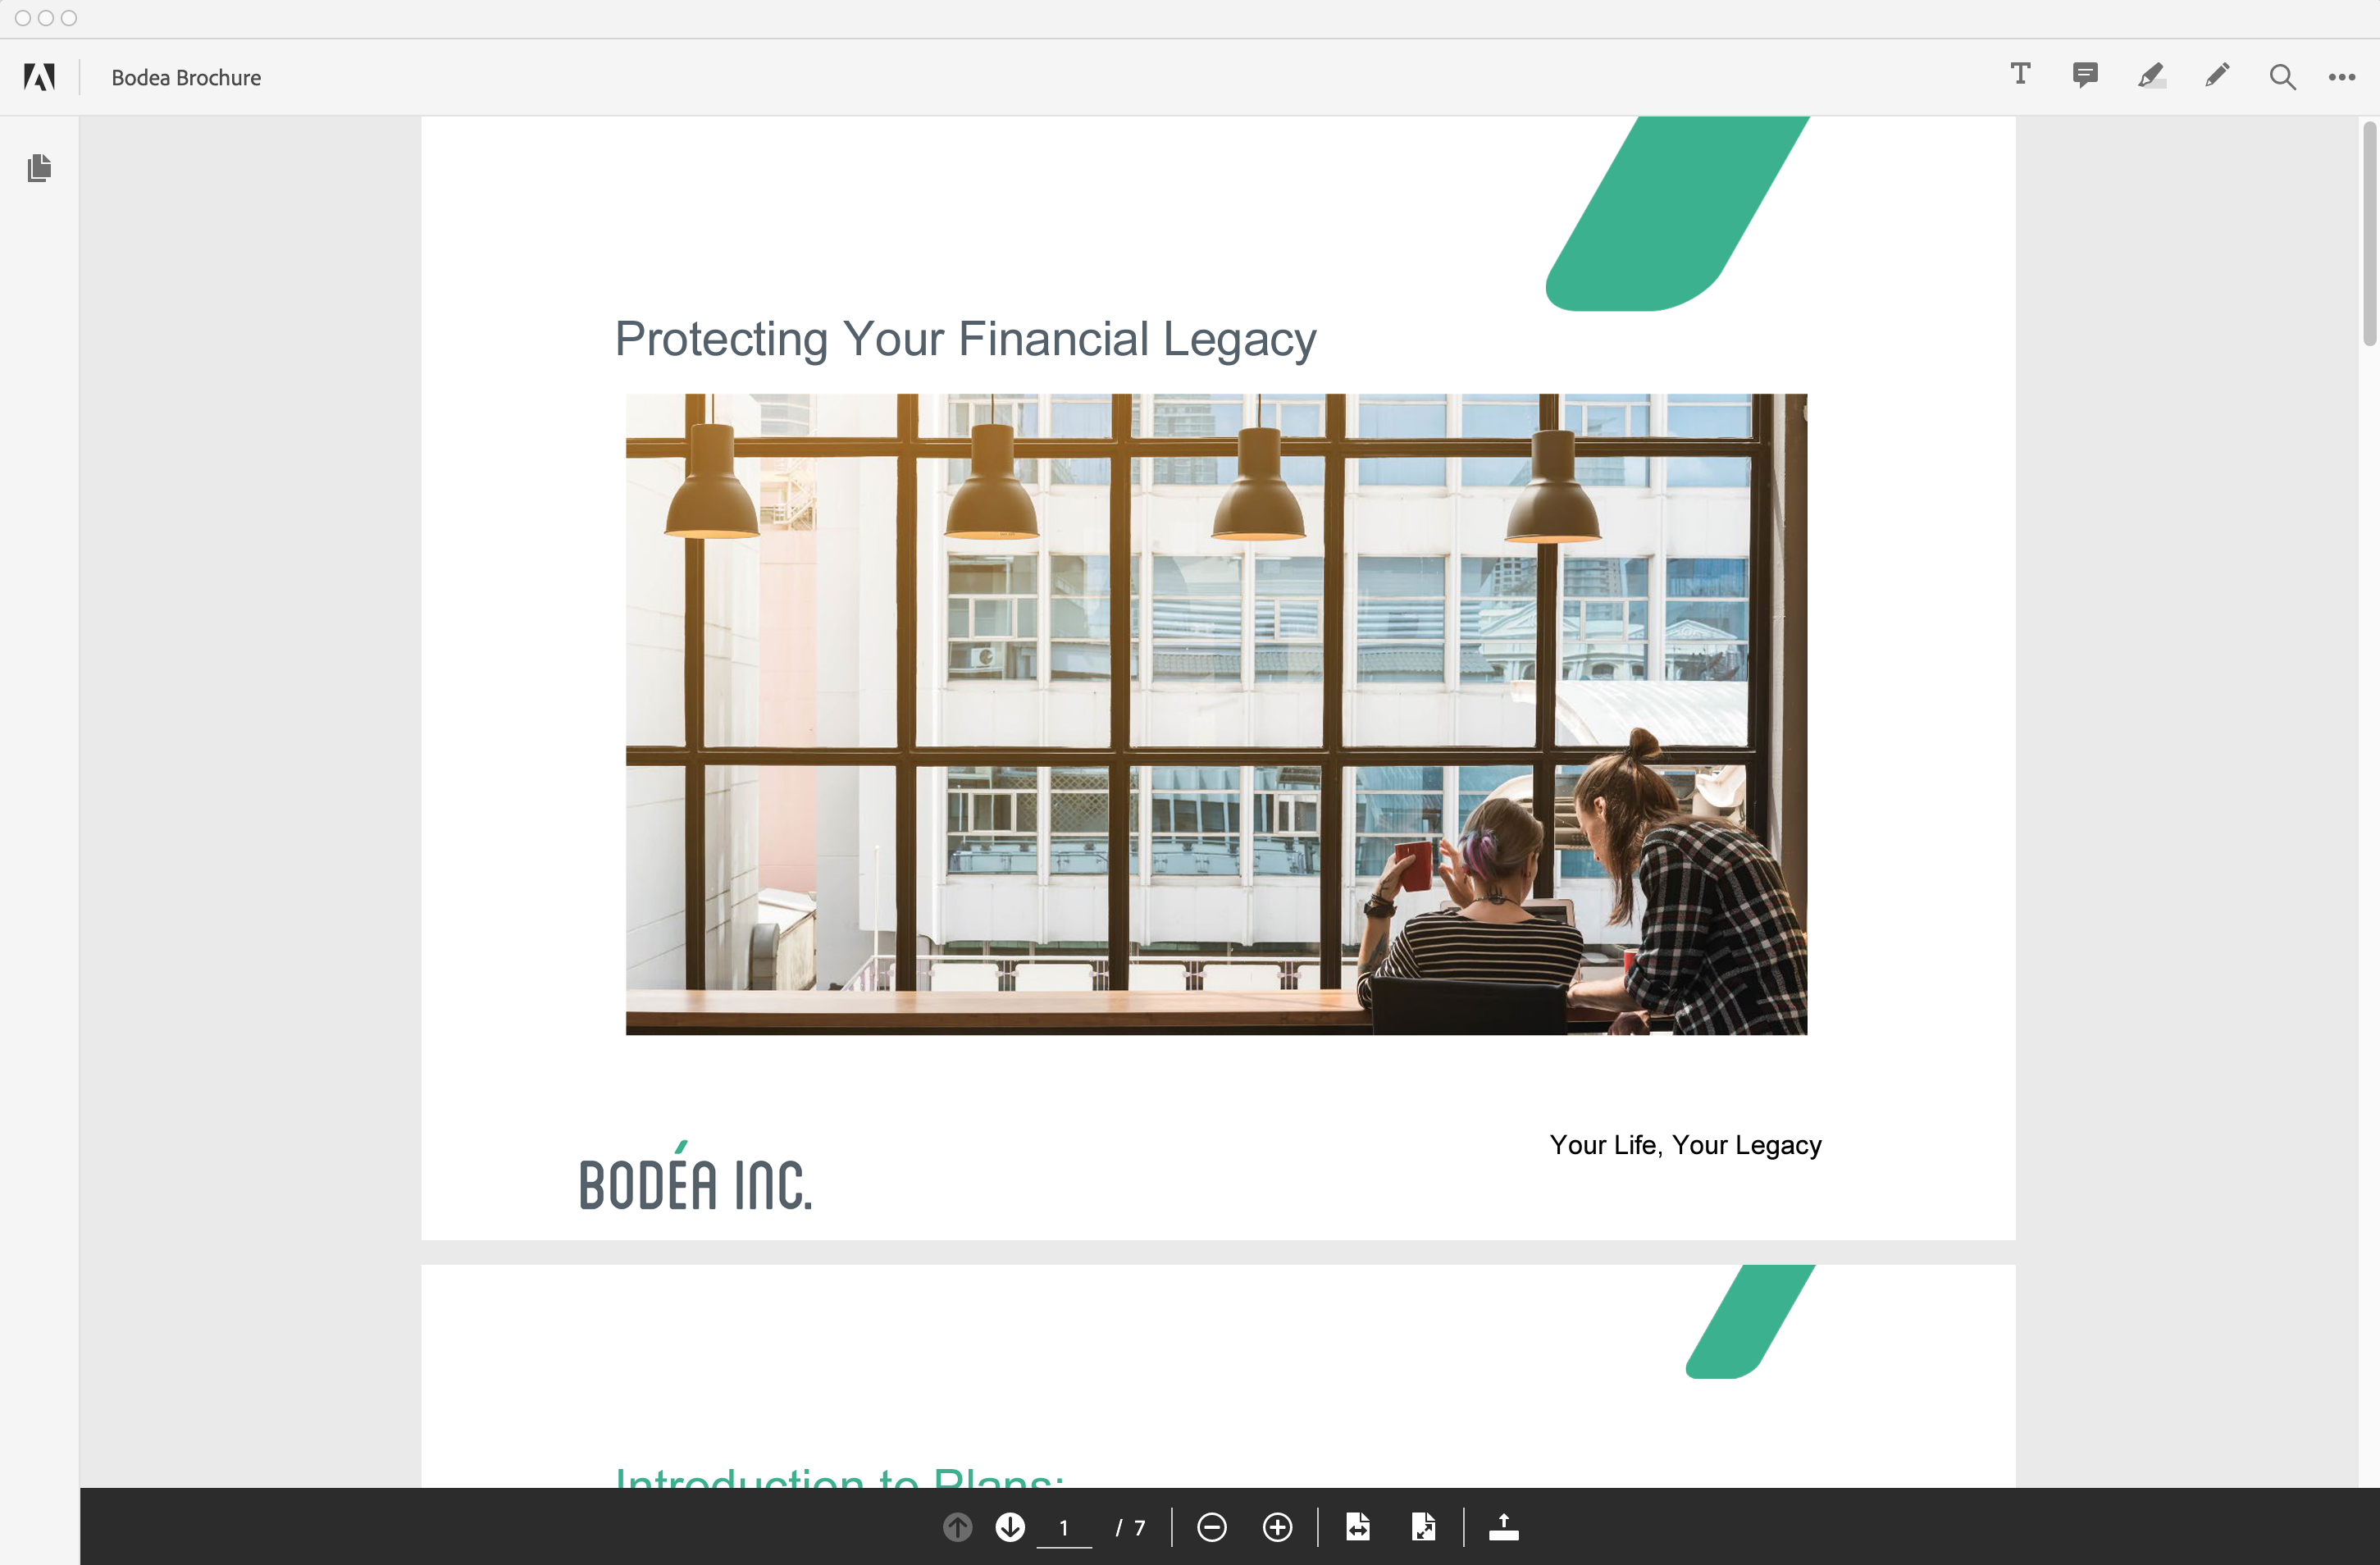 Bodea Brochure
T
Protecting Your Financial Legacy
Your Life, Your Legacy
BODÉA INC.
Introduction to Plans:
1 / 7